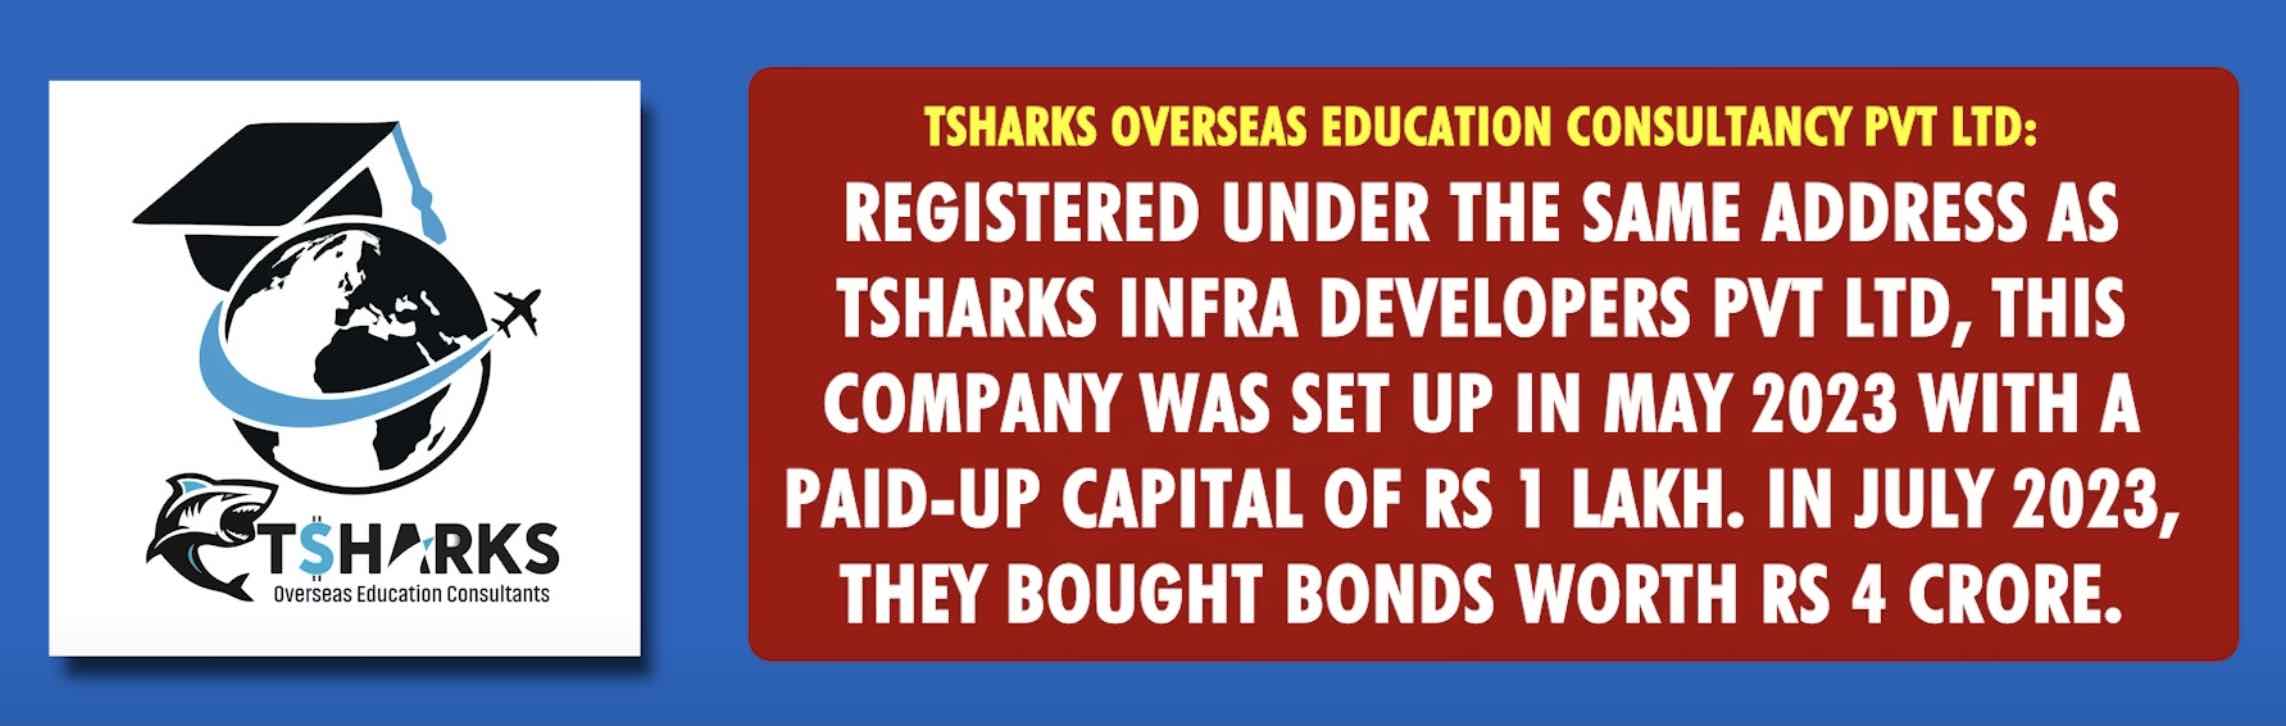 TSHARKS
Overseas Education Consultants
TSHARKS OVERSEAS EDUCATION CONSULTANCY PVT LTD:
REGISTERED UNDER THE SAME ADDRESS AS
TSHARKS INFRA DEVELOPERS PVT LTD, THIS
COMPANY WAS SET UP IN MAY 2023 WITH A
PAID-UP CAPITAL OF RS 1 LAKH. IN JULY 2023,
THEY BOUGHT BONDS WORTH RS 4 CRORE.